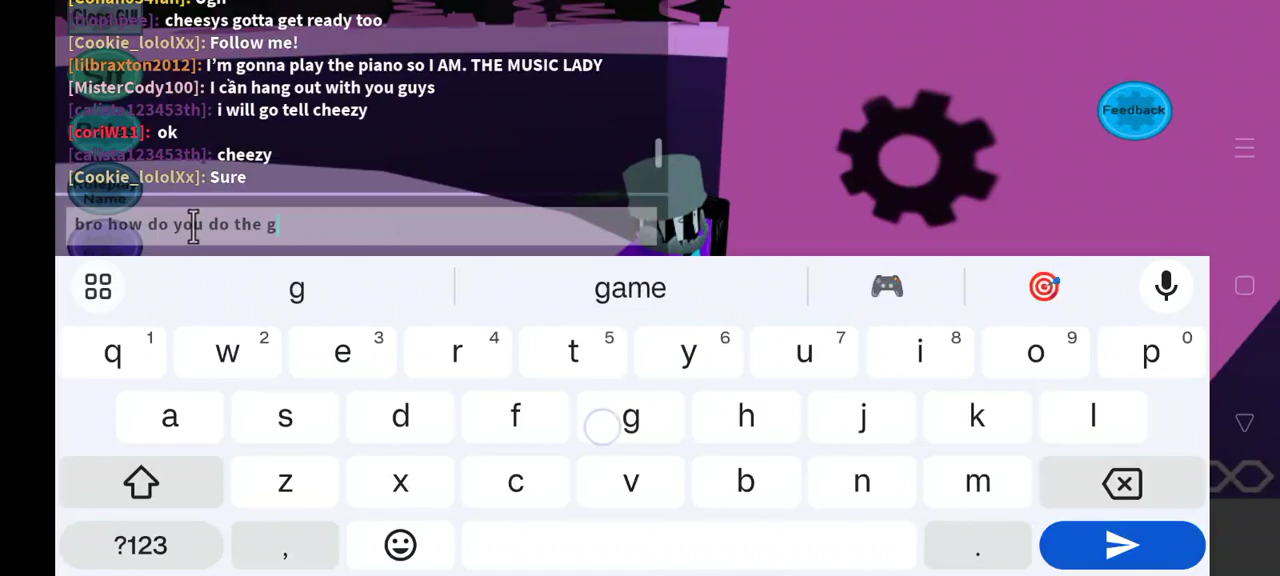 cheesys gotta get ready too
[Cookie_lololXx]: Follow me!
[lilbraxton2012]: I'm gonna play the piano so I AM. THE MUSIC LADY
[MisterCody100]: I cần hang out with you guys
[calista123453th]: i will go tell cheezy
[coriW11]: ok
[calista123453th]: cheezy
[Cookie_lololXx]: Sure
Name
bro how do you do the g
Feedback
g game
q 1 w 2 e 3 r 4 t 5 y 6 u 7 i 8 o 9 p 0
a s d f g h j k l
z x c v b n m
?123 , .